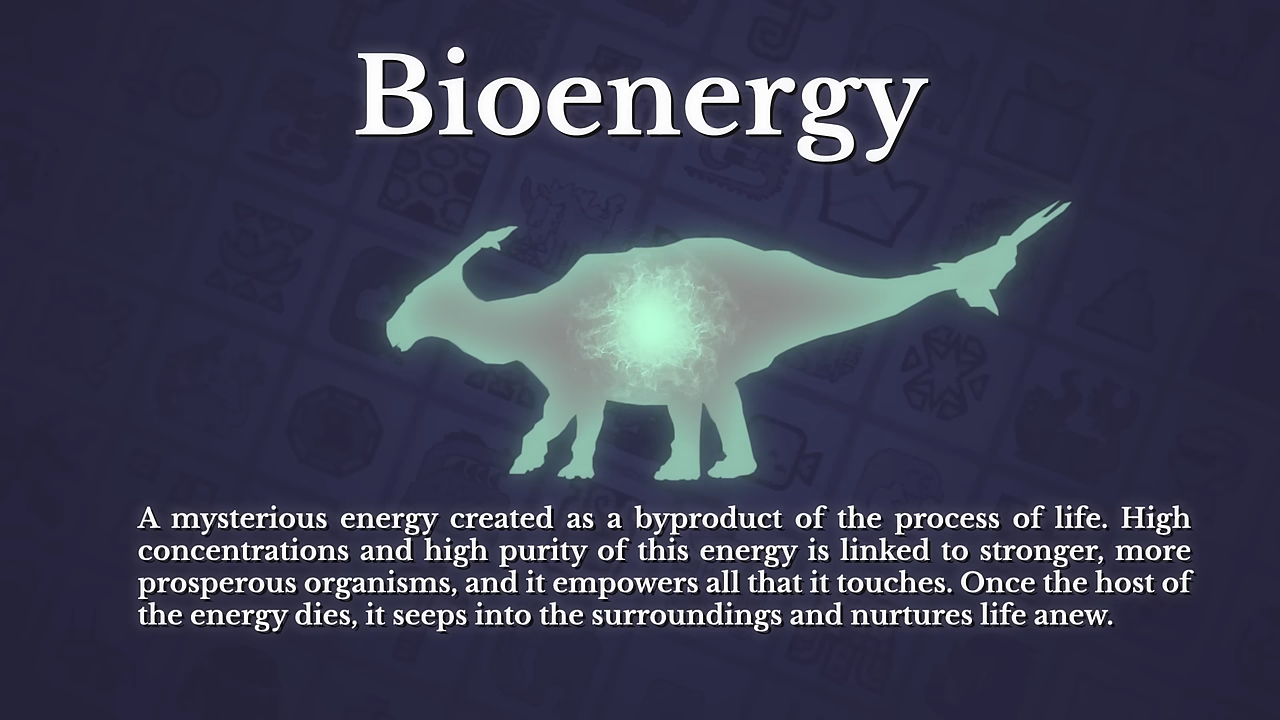 Bioenergy
A mysterious energy created as a byproduct of the process of life. High
concentrations and high purity of this energy is linked to stronger, more
prosperous organisms, and it empowers all that it touches. Once the host of
the energy dies, it seeps into the surroundings and nurtures life anew.